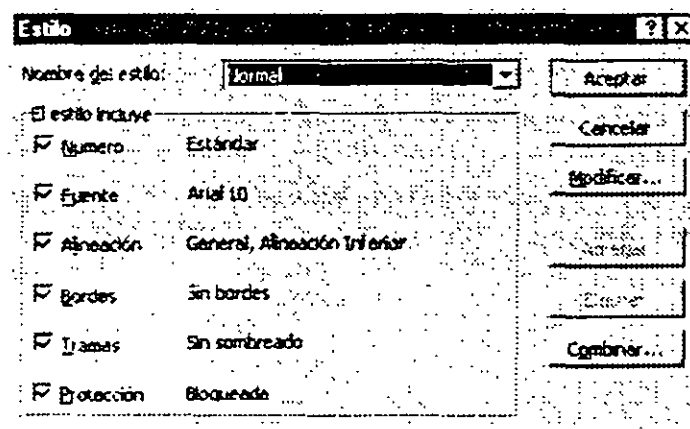 Estilo
Nombre del estilo: Normal
Aceptar
El estilo incluye
Cancelar
Número Estándar
Modificar...
Fuente Arial 10
Alineación General, Alineación Inferior
Bordes Sin bordes
Tramas Sin sombreado
Combinar...
Protección Bloqueada